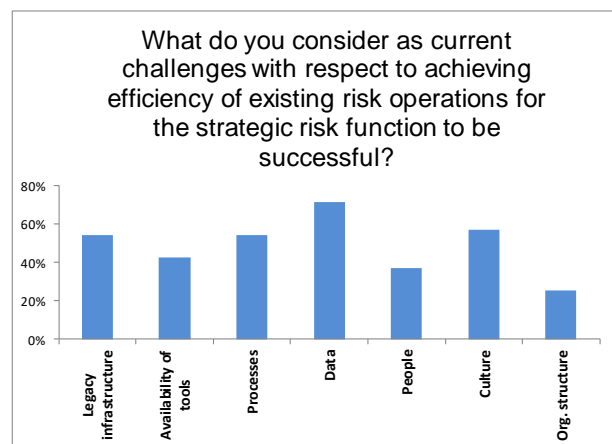 What do you consider as current
challenges with respect to achieving
efficiency of existing risk operations for
the strategic risk function to be
successful?
80%
60%
40%
20%
0%
Legacy
infrastructure
Availability of
tools
Processes
Data
People
Culture
Org. structure